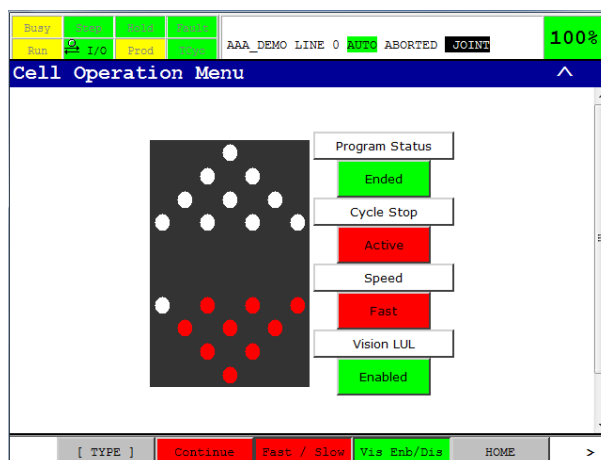 Busy Step Hold Fault
Run I/O Prod TCyc
AAA_DEMO LINE 0 AUTO ABORTED JOINT
100%
Cell Operation Menu ^
Program Status
Ended
Cycle Stop
Active
Speed
Fast
Vision LUL
Enabled
[ TYPE ] Continue Fast / Slow Vis Enb/Dis HOME >